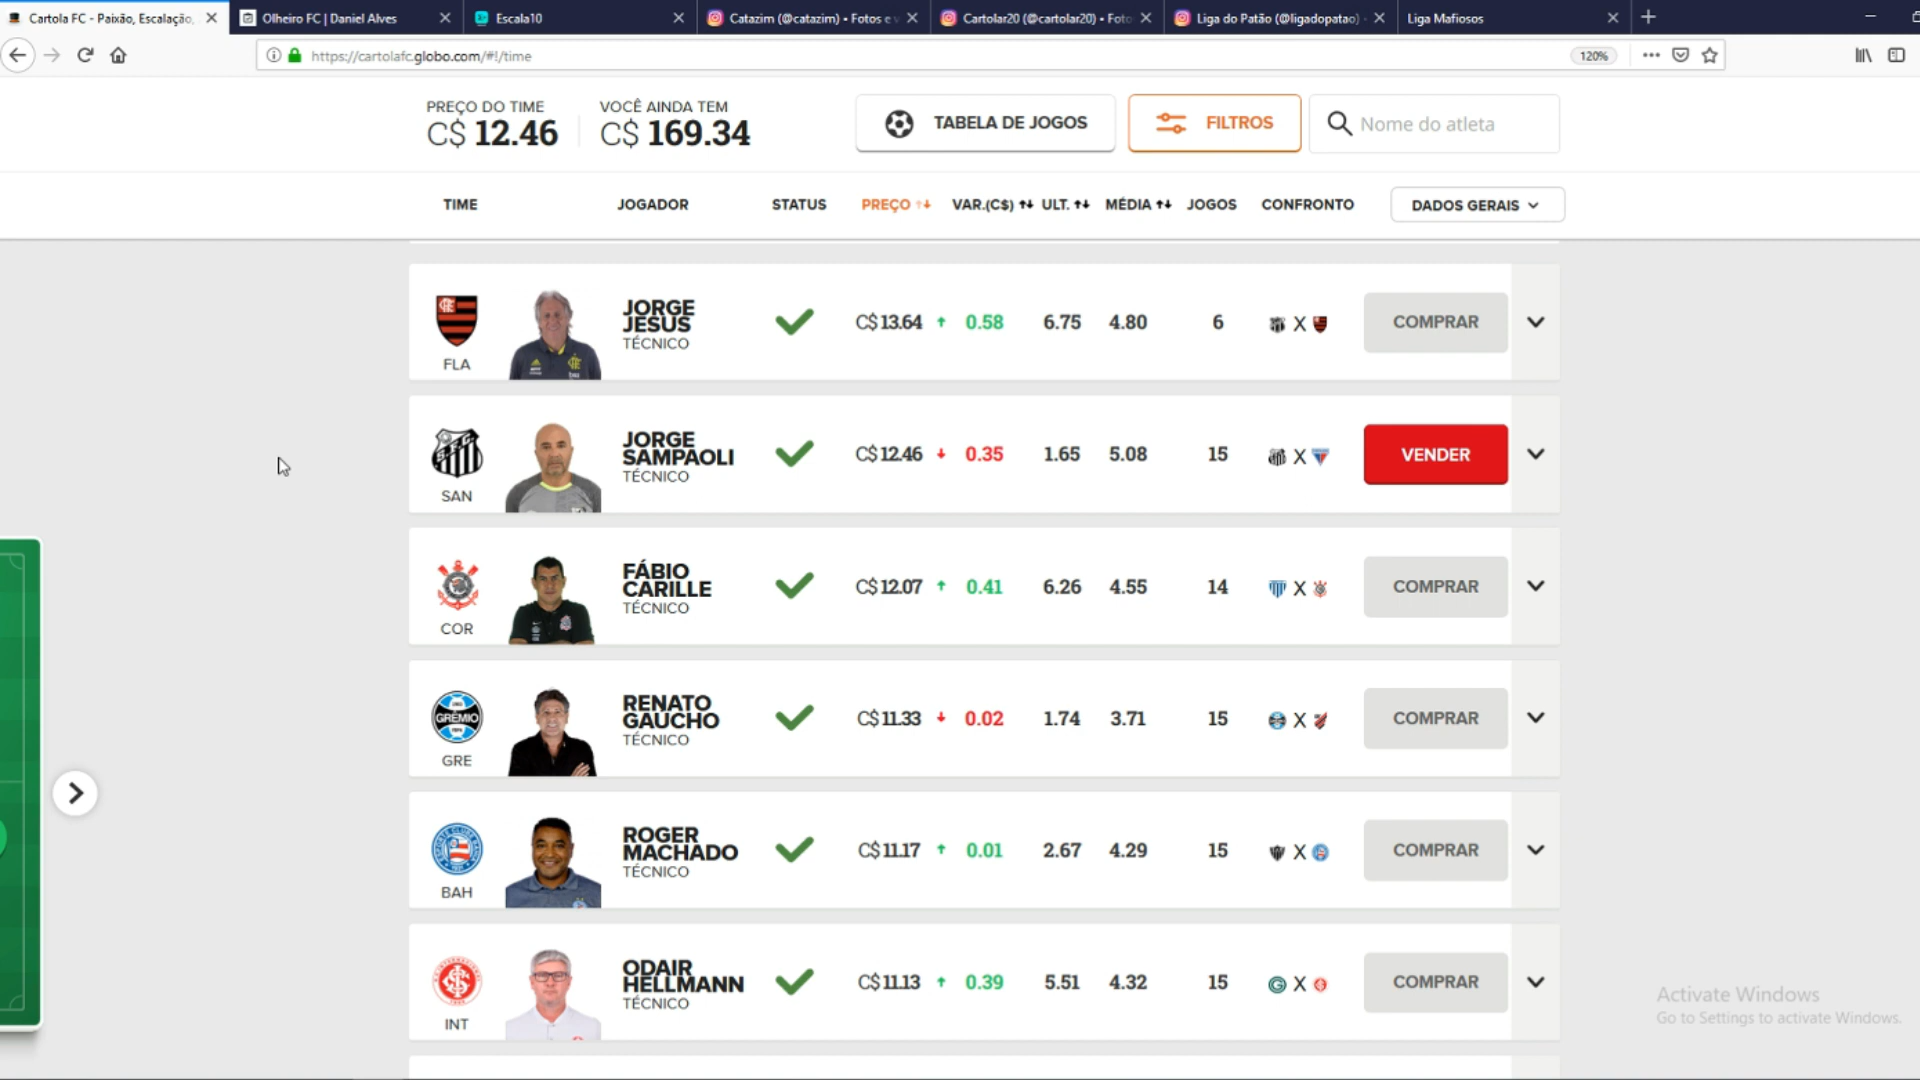 Cartola FC - Paixão, Escalação,
Olheiro FC | Daniel Alves
Escala10
Catazim (@catazim) • Fotos e v
Cartolar20 (@cartolar20) • Foto
Liga do Patão (@ligadopatao) -
Liga Mafiosos
https://cartolafc.globo.com/#!/time
120%
PREÇO DO TIME
C$ 12.46
VOCÊ AINDA TEM
C$ 169.34
TABELA DE JOGOS
FILTROS
Nome do atleta
TIME JOGADOR STATUS PREÇO VAR.(C$) ULT. MÉDIA JOGOS CONFRONTO DADOS GERAIS
FLA
JORGE
JESUS
TÉCNICO
C$ 13.64 0.58 6.75 4.80 6 X COMPRAR
SAN
JORGE
SAMPAOLI
TÉCNICO
C$ 12.46 0.35 1.65 5.08 15 X VENDER
COR
FÁBIO
CARILLE
TÉCNICO
C$ 12.07 0.41 6.26 4.55 14 X COMPRAR
GRÊMIO
GRE
RENATO
GAUCHO
TÉCNICO
C$ 11.33 0.02 1.74 3.71 15 X COMPRAR
BAH
ROGER
MACHADO
TÉCNICO
C$ 11.17 0.01 2.67 4.29 15 X COMPRAR
INT
ODAIR
HELLMANN
TÉCNICO
C$ 11.13 0.39 5.51 4.32 15 X COMPRAR
Activate Windows
Go to Settings to activate Windows.